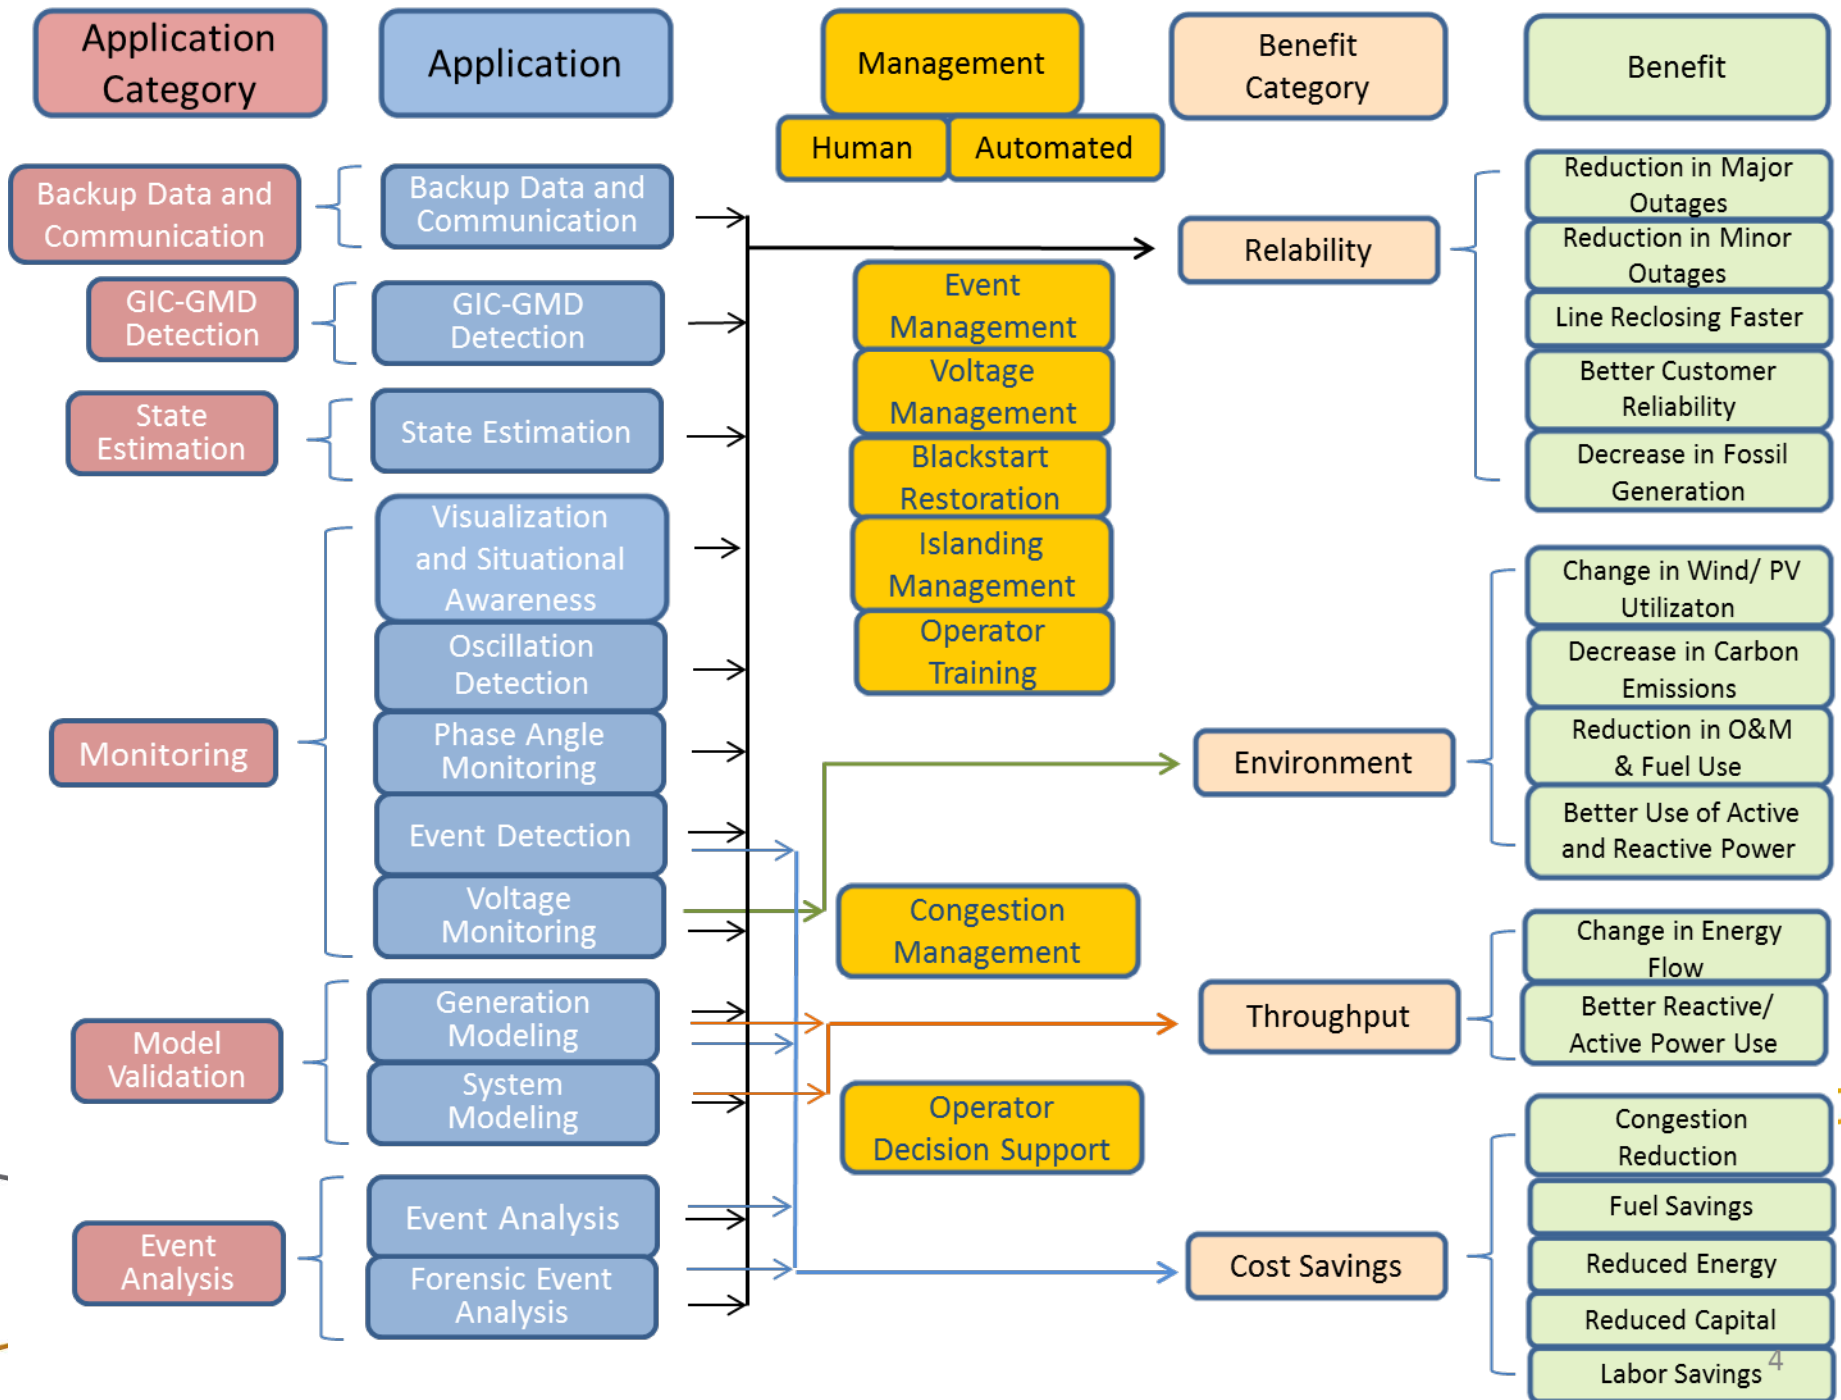 Application
Category
Application
Management
Human
Automated
Benefit
Category
Benefit
Backup Data and
Communication
GIC-GMD
Detection
State
Estimation
Monitoring
Model
Validation
Event
Analysis
Backup Data and
Communication
GIC-GMD
Detection
State Estimation
Visualization
and Situational
Awareness
Oscillation
Detection
Phase Angle
Monitoring
Event Detection
Voltage
Monitoring
Generation
Modeling
System
Modeling
Event Analysis
Forensic Event
Analysis
Event
Management
Voltage
Management
Blackstart
Restoration
Islanding
Management
Operator
Training
Congestion
Management
Operator
Decision Support
Relability
Environment
Throughput
Cost Savings
Reduction in Major
Outages
Reduction in Minor
Outages
Line Reclosing Faster
Better Customer
Reliability
Decrease in Fossil
Generation
Change in Wind/ PV
Utilizaton
Decrease in Carbon
Emissions
Reduction in O&M
& Fuel Use
Better Use of Active
and Reactive Power
Change in Energy
Flow
Better Reactive/
Active Power Use
Congestion
Reduction
Fuel Savings
Reduced Energy
Reduced Capital
Labor Savings
4